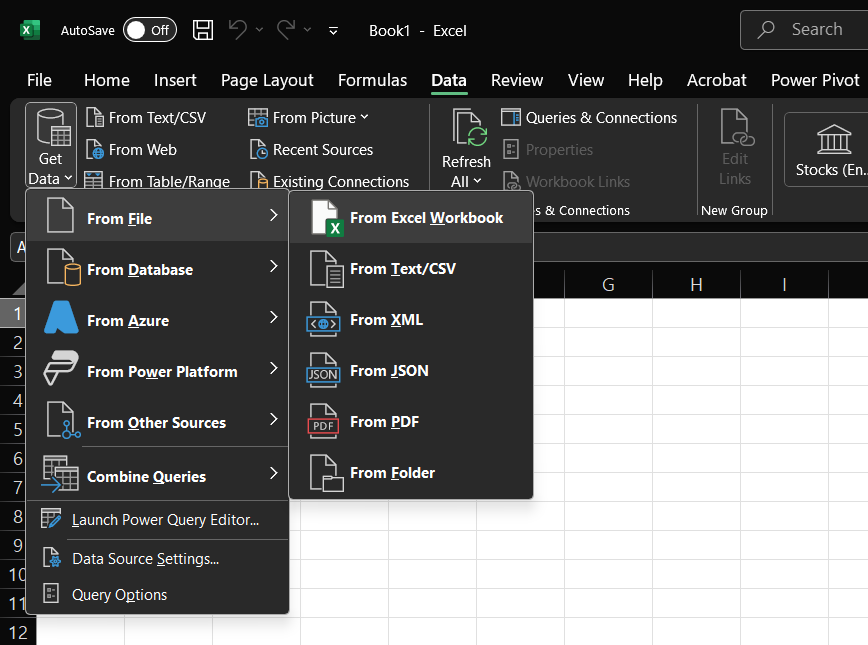 AutoSave Off Book1 - Excel Search
File Home Insert Page Layout Formulas Data Review View Help Acrobat Power Pivot
Get Data
From Text/CSV
From Web
From Table/Range
From Picture
Recent Sources
Existing Connections
Refresh All
Queries & Connections
Properties
Workbook Links
s & Connections
Edit Links
New Group
Stocks (En..
From File
From Database
From Azure
From Power Platform
From Other Sources
Combine Queries
Launch Power Query Editor...
Data Source Settings...
Query Options
From Excel Workbook
From Text/CSV
From XML
JSON From JSON
PDF From PDF
From Folder
A
G H I
1
2
3
4
5
6
7
8
9
10
11
12